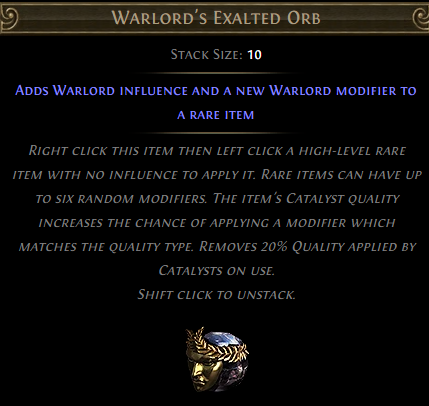 Warlord's Exalted Orb
Stack Size: 10
Adds Warlord influence and a new Warlord modifier to
a rare item
Right click this item then left click a high-level rare
item with no influence to apply it. Rare items can have up
to six random modifiers. The item's Catalyst quality
increases the chance of applying a modifier which
matches the quality type. Removes 20% Quality applied by
Catalysts on use.
Shift click to unstack.